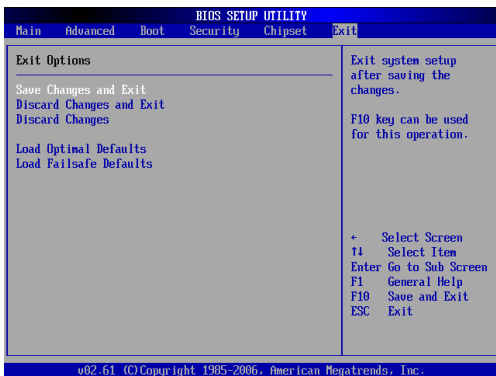 BIOS SETUP UTILITY
Main Advanced Boot Security Chipset Exit
Exit Options
Save Changes and Exit
Discard Changes and Exit
Discard Changes
Load Optimal Defaults
Load Failsafe Defaults
Exit system setup
after saving the
changes.
F10 key can be used
for this operation.
← Select Screen
↑↓ Select Item
Enter Go to Sub Screen
F1 General Help
F10 Save and Exit
ESC Exit
v02.61 (C)Copyright 1985-2006, American Megatrends, Inc.